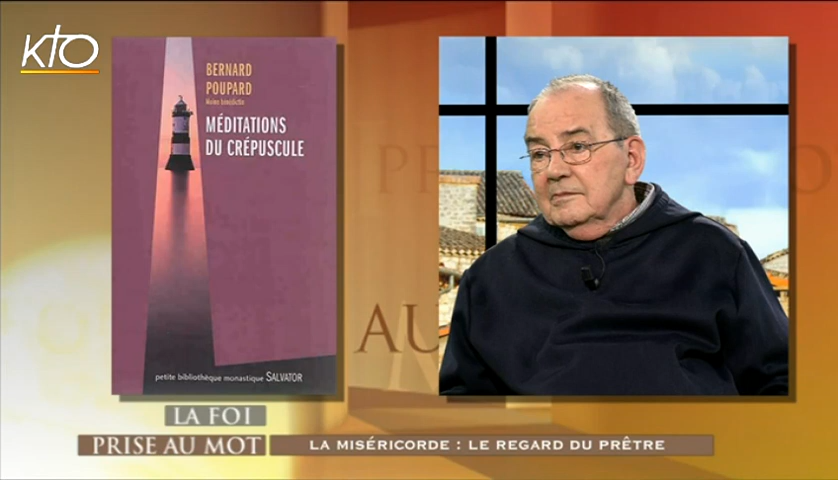 KTO
BERNARD
POUPARD
Moine bénédictin
MÉDITATIONS
DU CRÉPUSCULE
petite bibliothèque monastique SALVATOR
AU
LA FOI
PRISE AU MOT
LA MISÉRICORDE : LE REGARD DU PRÊTRE